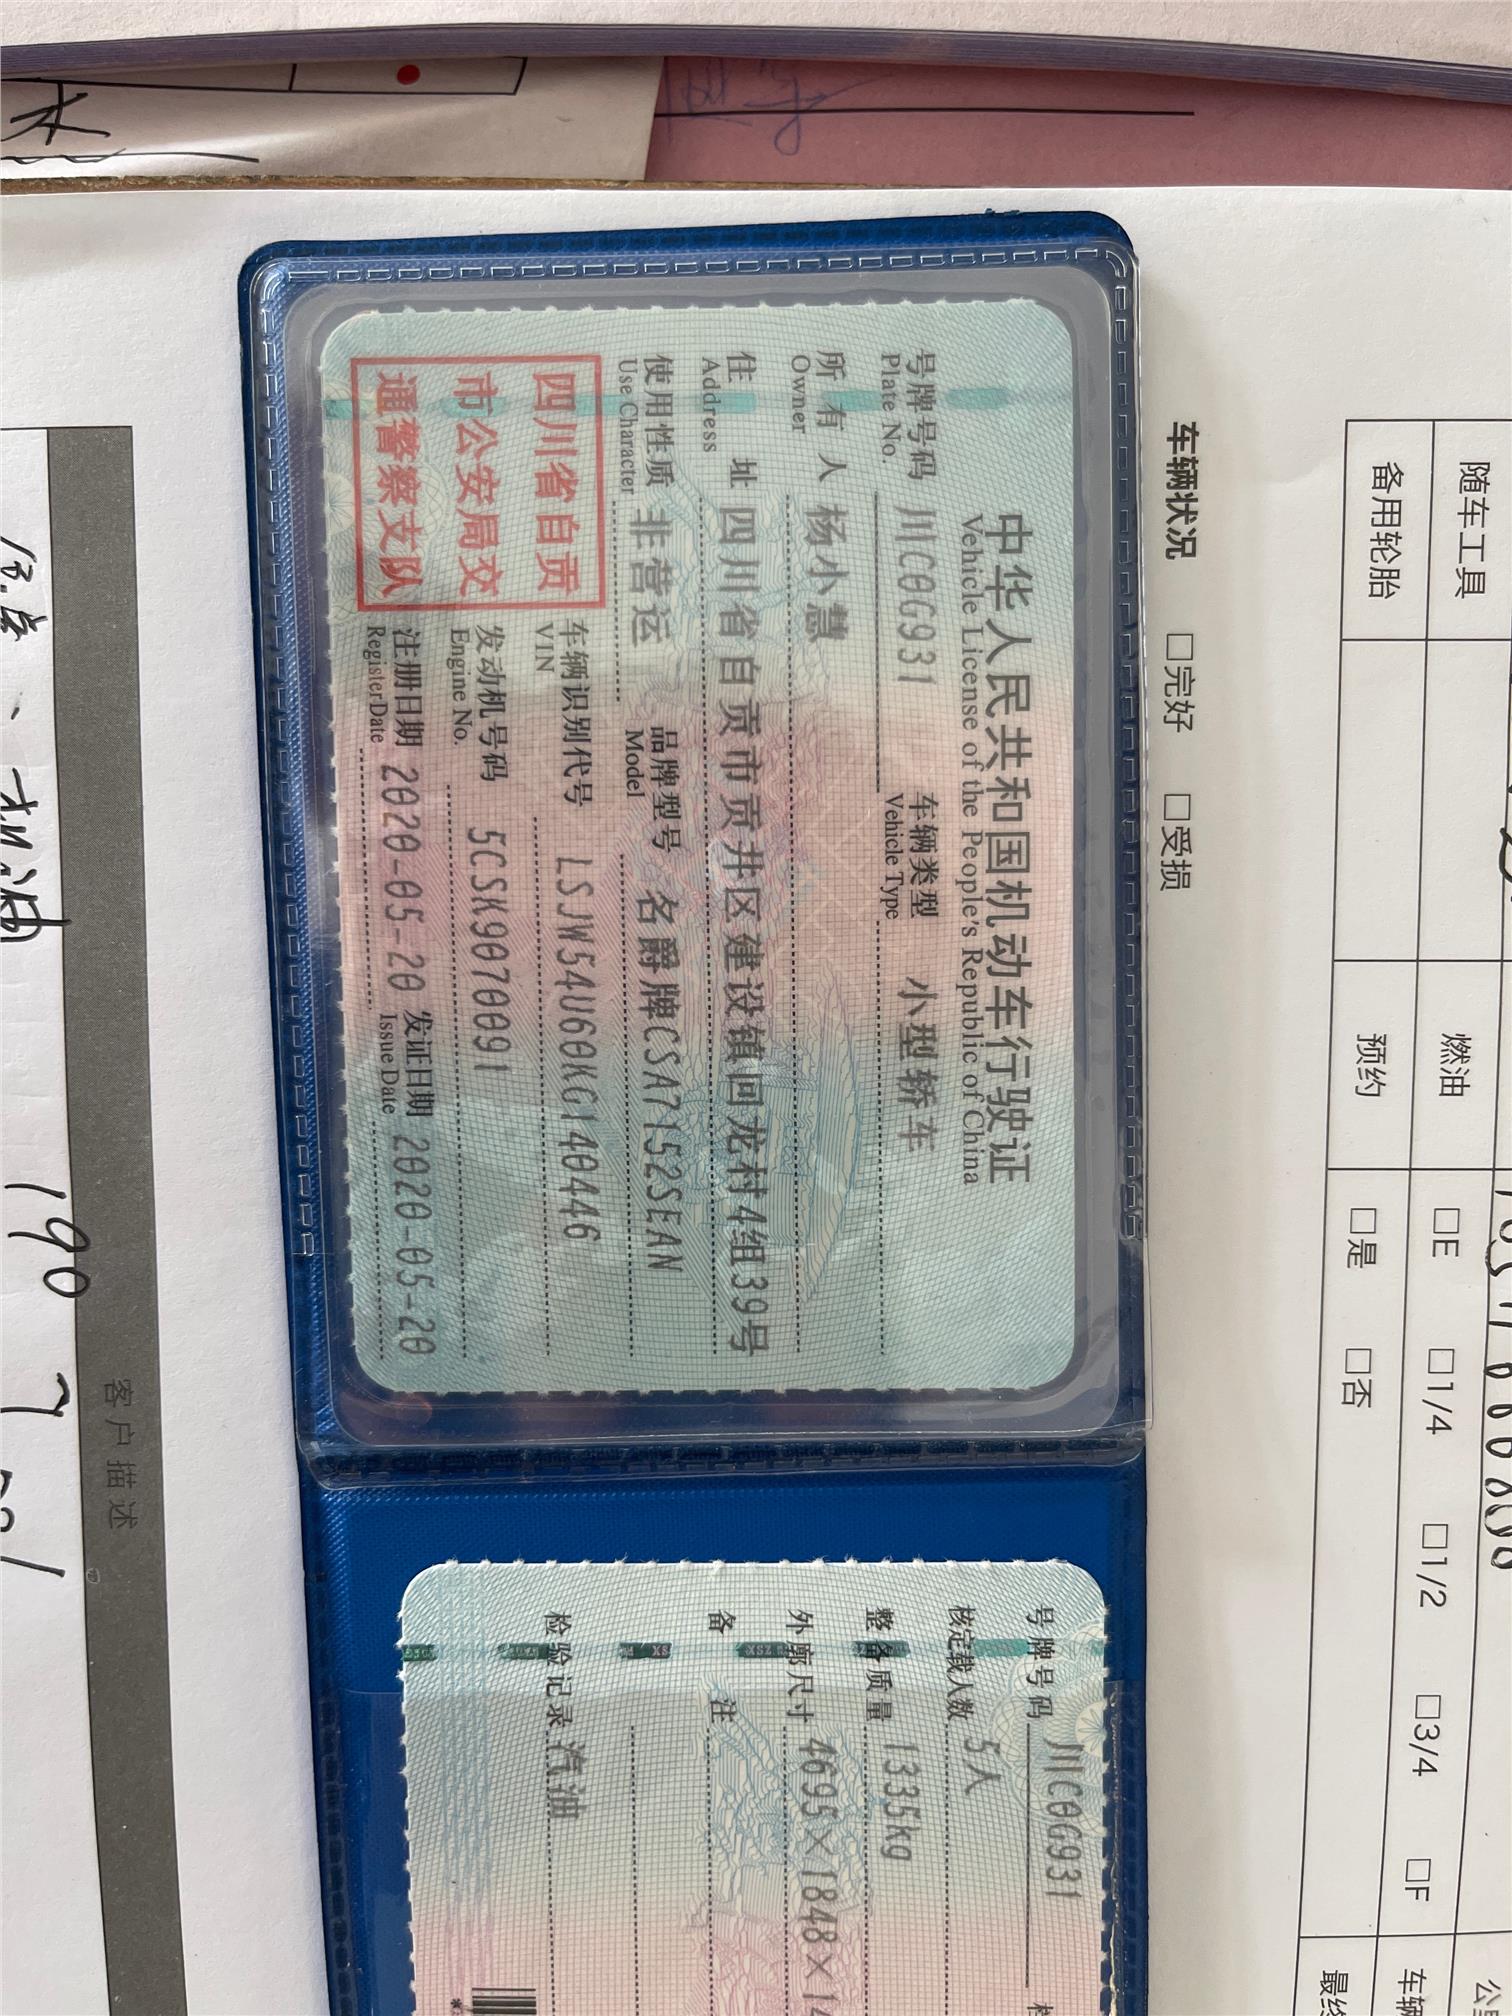 中华人民共和国机动车行驶证
Vehicle License of the People's Republic of China
号牌号码 川C0G931 车辆类型 小型轿车
Plate No. Vehicle Type
所有人 杨小慧
Owner
住址 四川省自贡市贡井区建设镇回龙村4组39号
Address
使用性质 非营运 品牌型号 名爵牌CSA7152SEAN
Use Character Model
车辆识别代号 LSJW54U60KG140446
VIN
发动机号码 5CSK9070091
Engine No.
注册日期 2020-05-20 发证日期 2020-05-20
Register Date Issue Date
四川省自贡
市公安局交
通警察支队
号牌号码 川C0G931
核定载人数 5人
整备质量 1335kg
外廓尺寸 4695×1848×14
备注
检验记录 汽油
随车工具 燃油 □E □1/4 □1/2 □3/4 □F
备用轮胎 预约 □是 □否
车辆状况 □完好 □受损
客户描述
机油 190